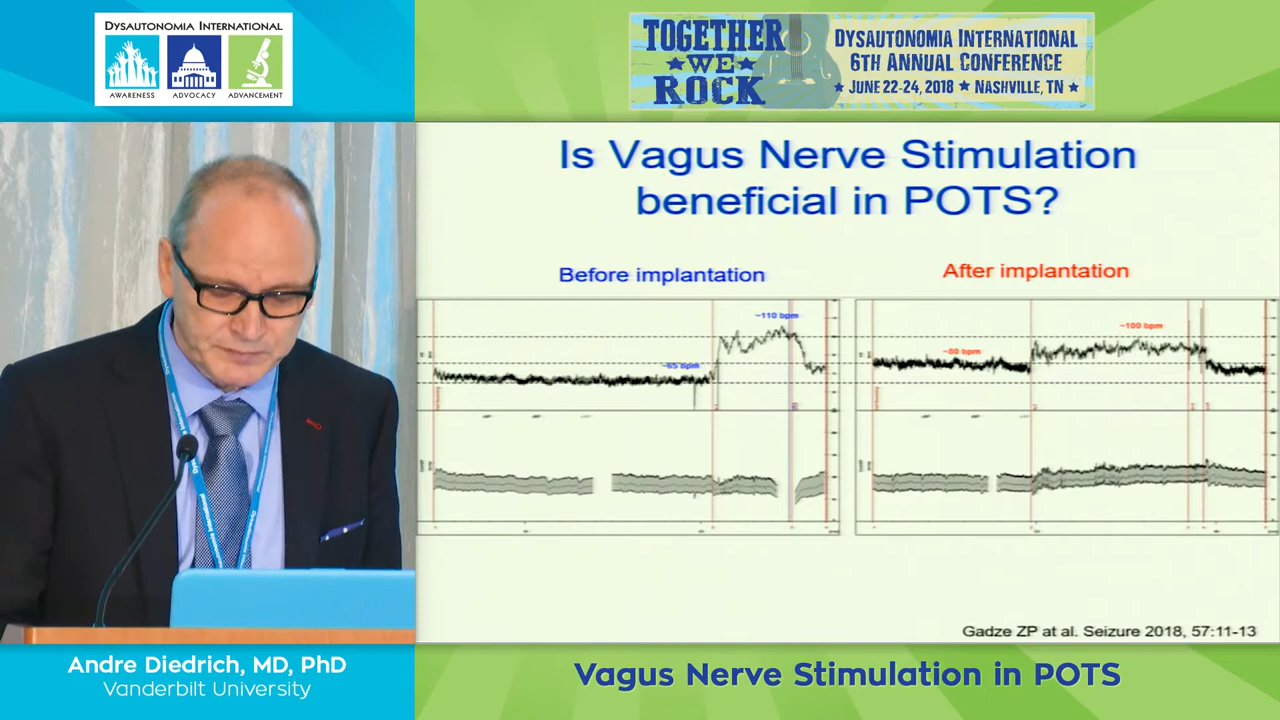 DYSAUTONOMIA INTERNATIONAL
AWARENESS
ADVOCACY
ADVANCEMENT
TOGETHER
WE
ROCK
DYSAUTONOMIA INTERNATIONAL
6TH ANNUAL CONFERENCE
JUNE 22-24, 2018 ★ NASHVILLE, TN
Is Vagus Nerve Stimulation
beneficial in POTS?
Before implantation
After implantation
~110 bpm
~65 bpm
~100 bpm
~80 bpm
Gadze ZP at al. Seizure 2018, 57:11-13
Andre Diedrich, MD, PhD
Vanderbilt University
Vagus Nerve Stimulation in POTS